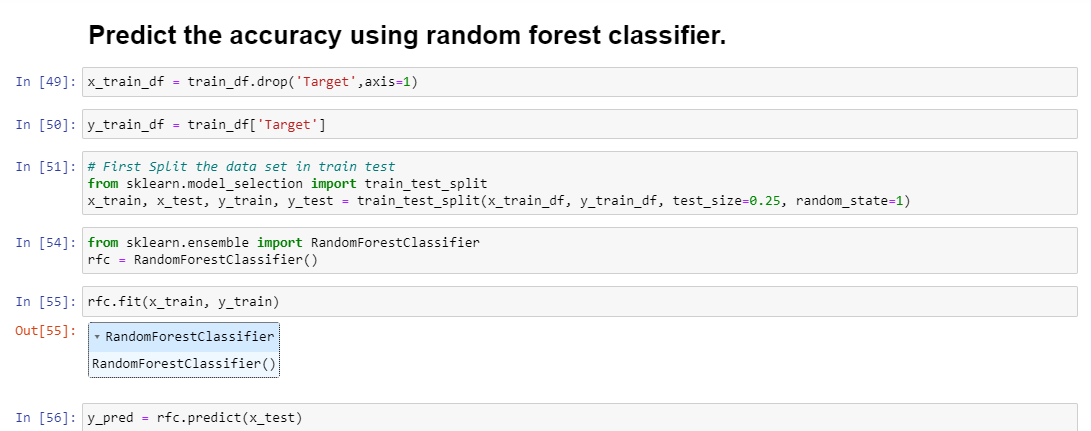 Predict the accuracy using random forest classifier.
In [49]: x_train_df = train_df.drop('Target',axis=1)
In [50]: y_train_df = train_df['Target']
In [51]: # First Split the data set in train test
from sklearn.model_selection import train_test_split
x_train, x_test, y_train, y_test = train_test_split(x_train_df, y_train_df, test_size=0.25, random_state=1)
In [54]: from sklearn.ensemble import RandomForestClassifier
rfc = RandomForestClassifier()
In [55]: rfc.fit(x_train, y_train)
Out[55]: ▾ RandomForestClassifier
RandomForestClassifier()
In [56]: y_pred = rfc.predict(x_test)